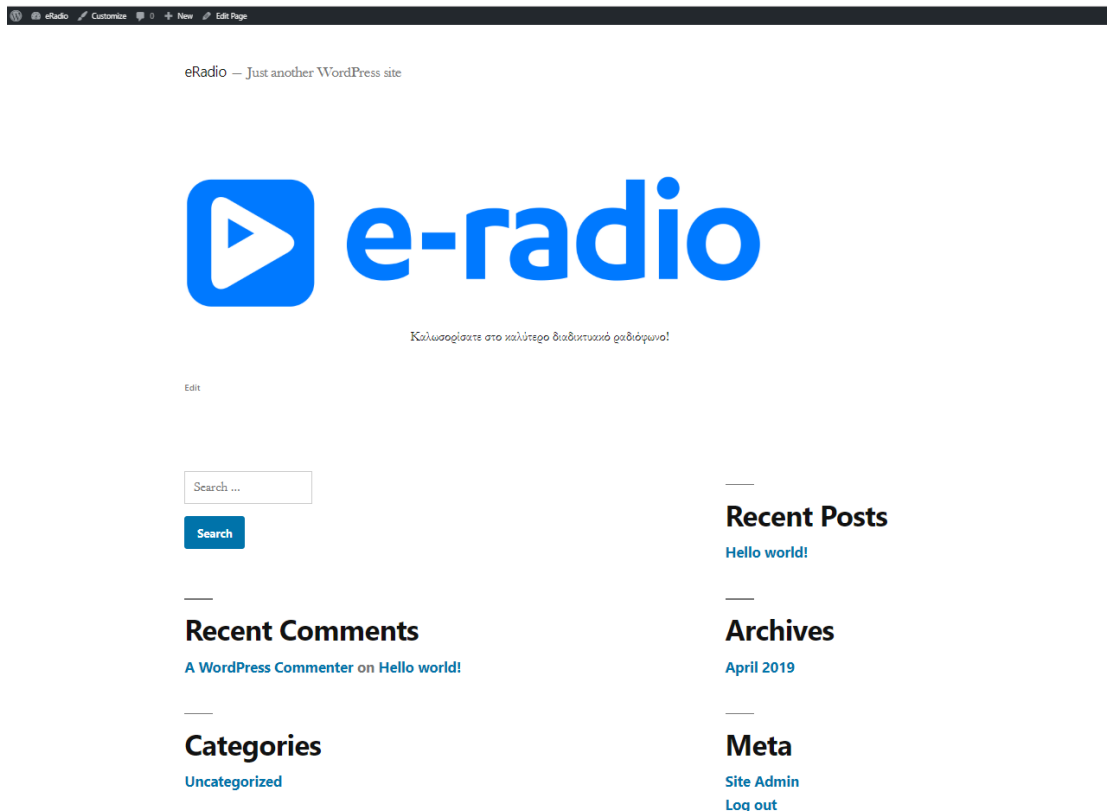 eRadio Customize 0 New Edit Page
eRadio — Just another WordPress site
e-radio
Καλωσορίσατε στο καλύτερο διαδικτυακό ραδιόφωνο!
Edit
Search ...
Search
Recent Posts
Hello world!
Recent Comments
A WordPress Commenter on Hello world!
Archives
April 2019
Categories
Uncategorized
Meta
Site Admin
Log out